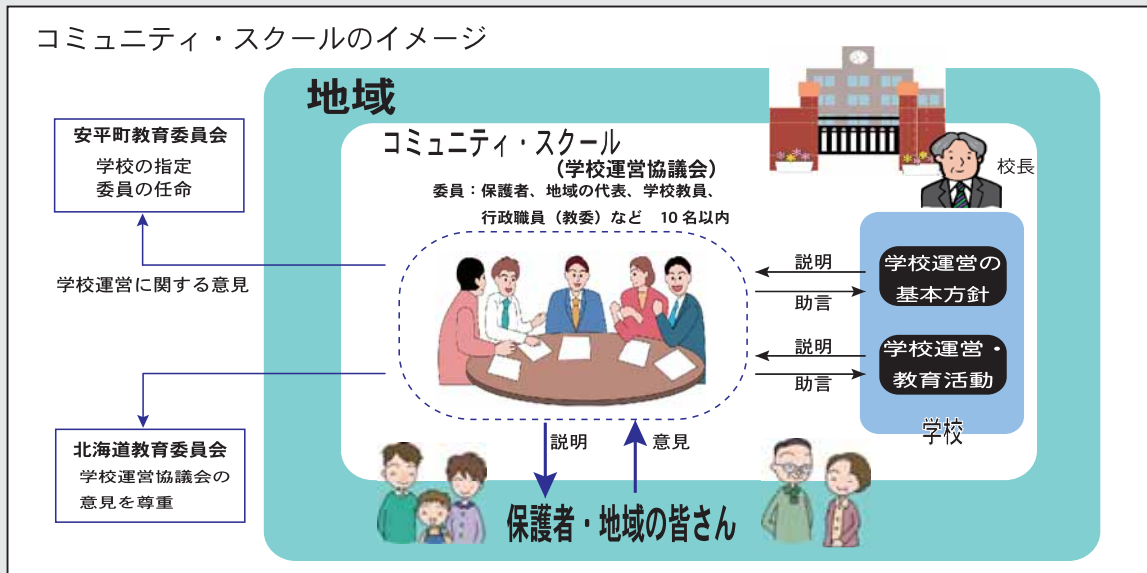 コミュニティ・スクールのイメージ
地域
安平町教育委員会
学校の指定
委員の任命
学校運営に関する意見
北海道教育委員会
学校運営協議会の
意見を尊重
コミュニティ・スクール
(学校運営協議会)
委員：保護者、地域の代表、学校教員、
行政職員（教委）など　10名以内
校長
説明
助言
学校運営の
基本方針
説明
助言
学校運営・
教育活動
学校
説明
意見
保護者・地域の皆さん